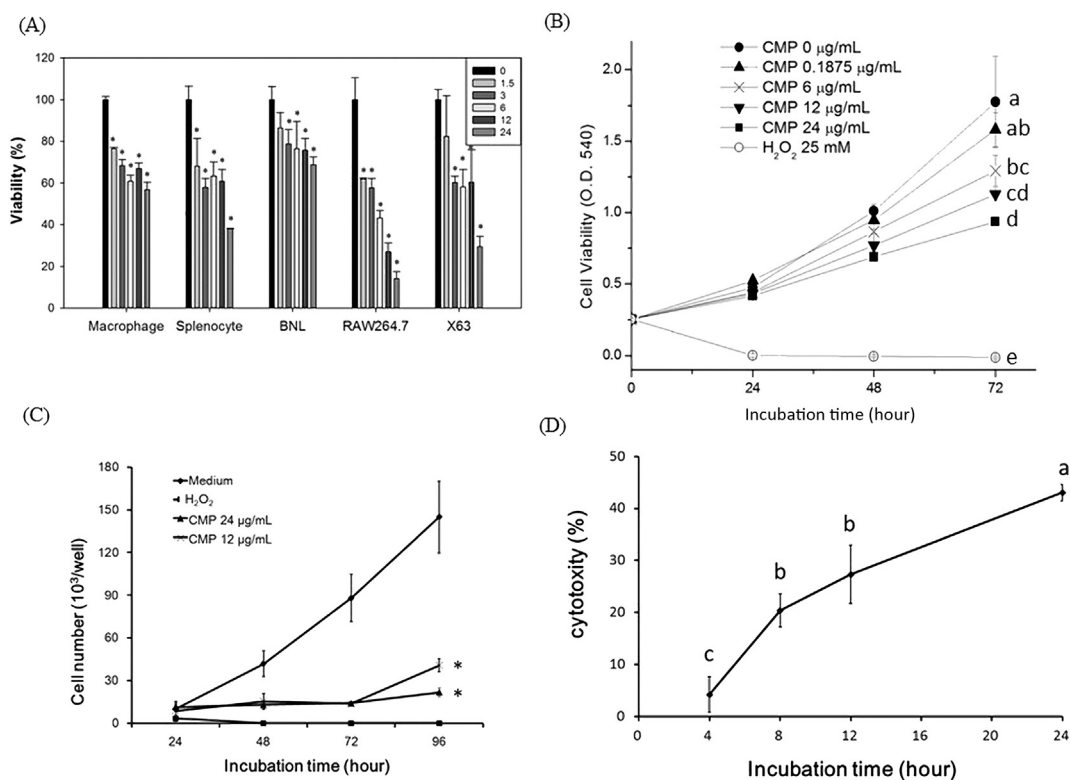 (A)
120
100
80
60
40
20
0
Viability (%)
0
1.5
3
6
12
24
* * * * *
* * * * *
* * * *
* * * * *
* * * *
Macrophage Splenocyte BNL RAW264.7 X63
(B)
2.0
1.5
1.0
0.5
0.0
Cell Viability (O.D. 540)
CMP 0 μg/mL
CMP 0.1875 μg/mL
CMP 6 μg/mL
CMP 12 μg/mL
CMP 24 μg/mL
H₂O₂ 25 mM
a
ab
bc
cd
d
e
0 24 48 72
Incubation time (hour)
(C)
180
150
120
90
60
30
0
Cell number (10³/well)
Medium
H₂O₂
CMP 24 μg/mL
CMP 12 μg/mL
*
*
24 48 72 96
Incubation time (hour)
(D)
50
40
30
20
10
0
cytotoxity (%)
c
b
b
a
0 4 8 12 16 20 24
Incubation time (hour)